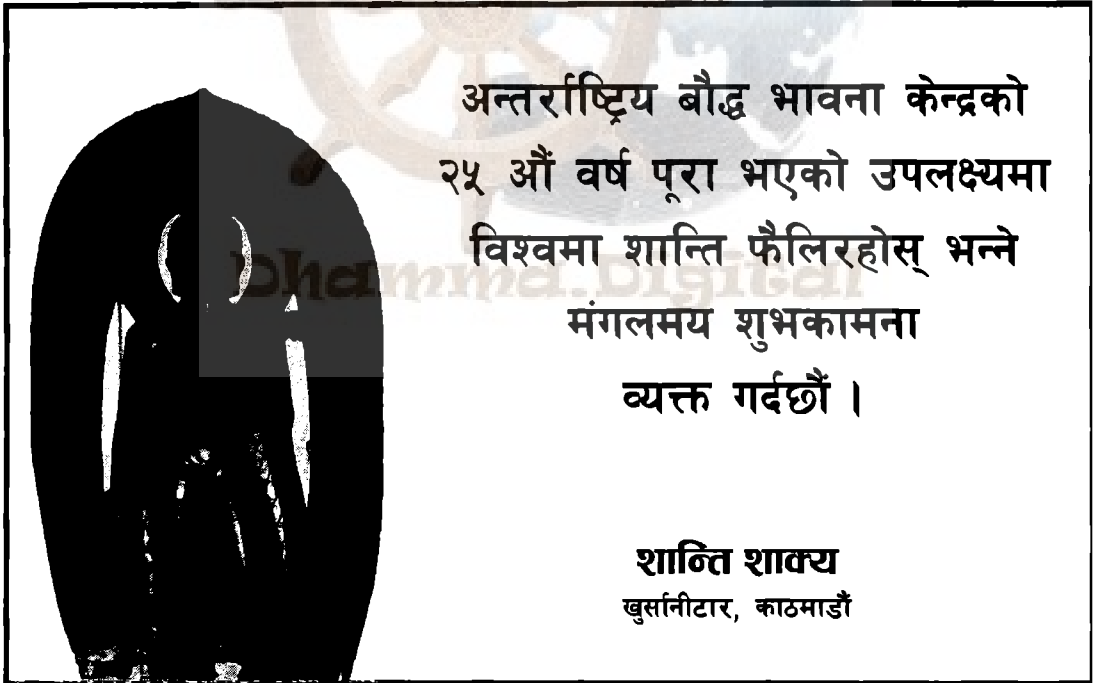 अन्तर्राष्ट्रिय बौद्ध भावना केन्द्रको
२५ औं वर्ष पूरा भएको उपलक्ष्यमा
विश्वमा शान्ति फैलिरहोस् भन्ने
Dhamma.Digital
मंगलमय शुभकामना
व्यक्त गर्दछौं ।
शान्ति शाक्य
खुर्सानीटार, काठमाडौं